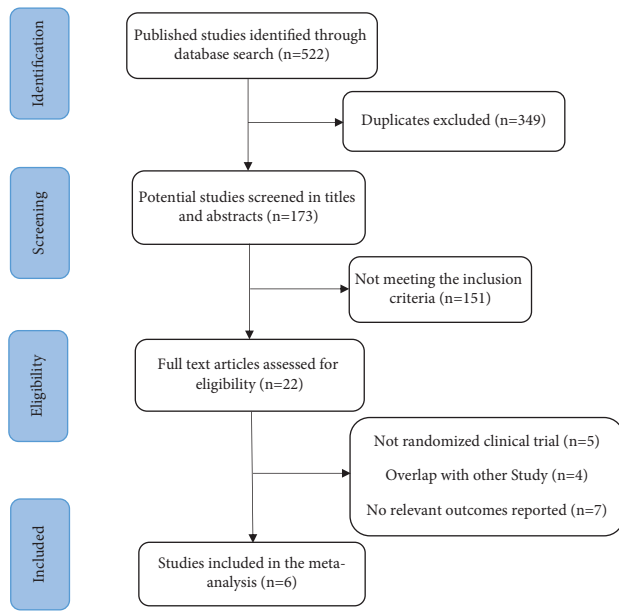 Identification
Published studies identified through
database search (n=522)
Duplicates excluded (n=349)
Screening
Potential studies screened in titles
and abstracts (n=173)
Not meeting the inclusion
criteria (n=151)
Eligibility
Full text articles assessed for
eligibility (n=22)
Not randomized clinical trial (n=5)
Overlap with other Study (n=4)
No relevant outcomes reported (n=7)
Included
Studies included in the meta-
analysis (n=6)